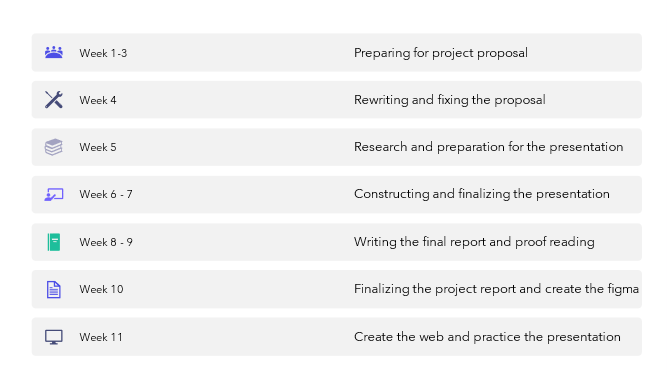 Week 1-3 Preparing for project proposal
Week 4 Rewriting and fixing the proposal
Week 5 Research and preparation for the presentation
Week 6 - 7 Constructing and finalizing the presentation
Week 8 - 9 Writing the final report and proof reading
Week 10 Finalizing the project report and create the figma
Week 11 Create the web and practice the presentation